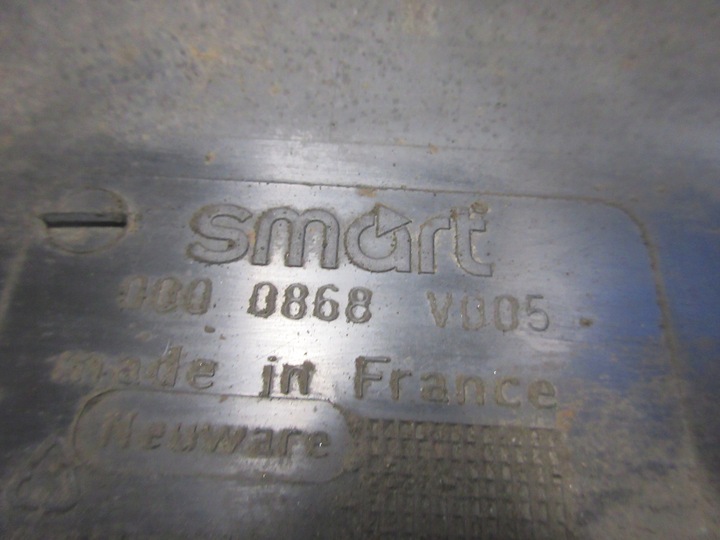 smart
000 0868 V005
made in France
Neuware